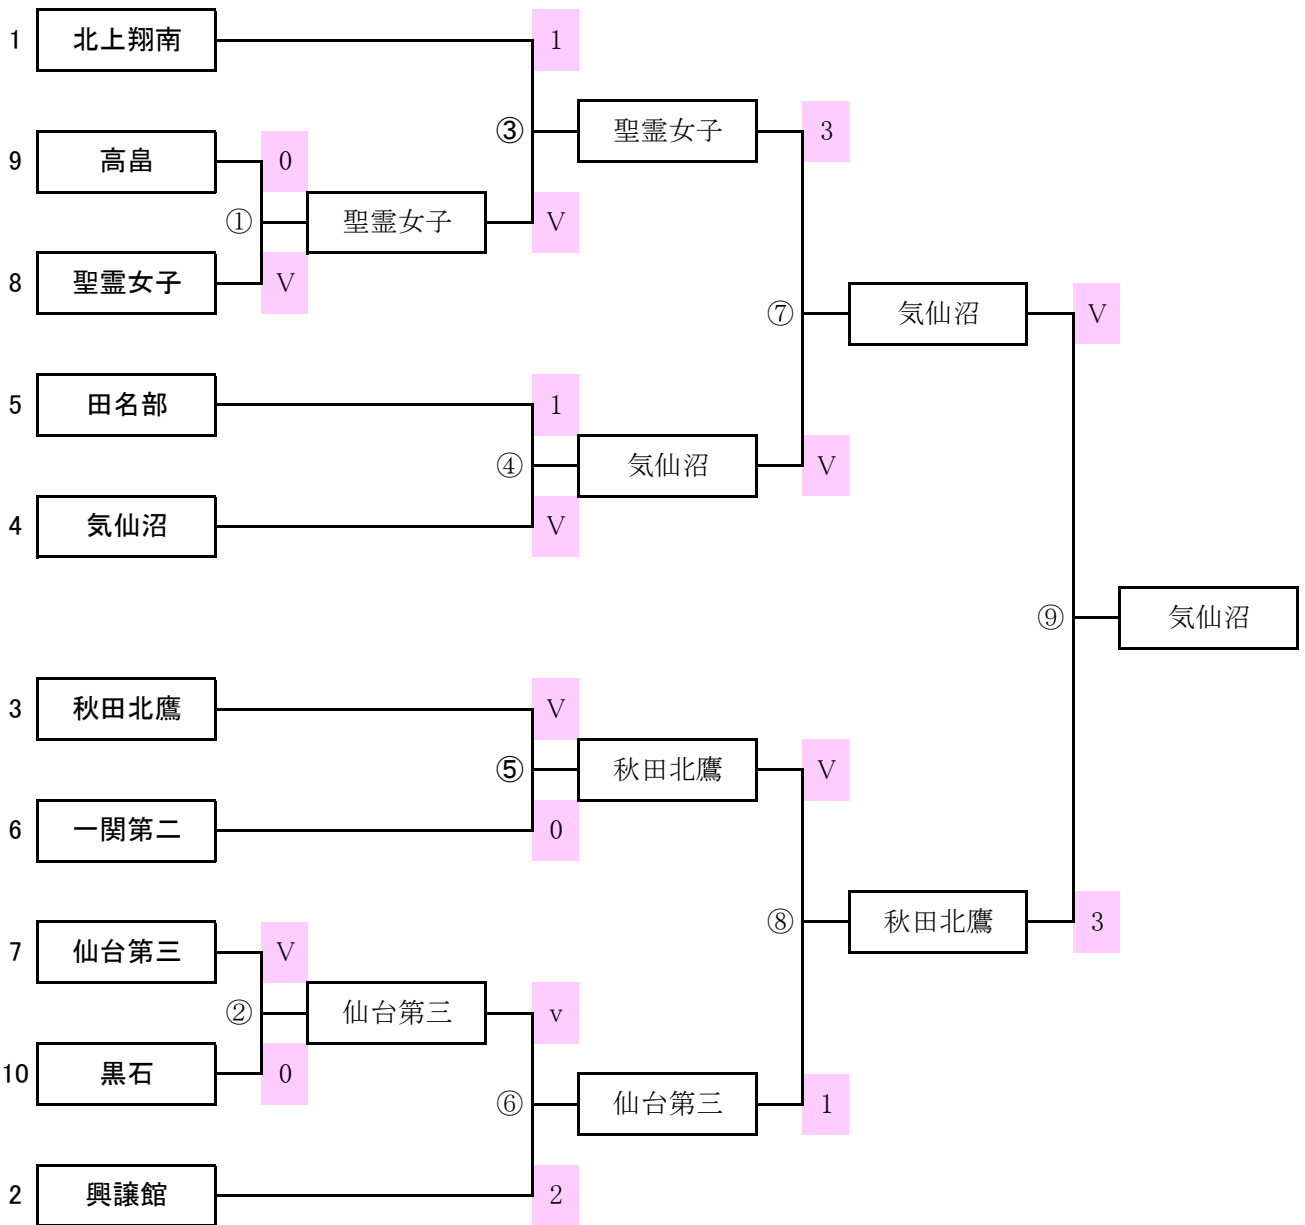 1 北上翔南 1
③ 聖霊女子 3
9 高畠 0
① 聖霊女子 V
8 聖霊女子 V
⑦ 気仙沼 V
5 田名部 1
④ 気仙沼 V
4 気仙沼 V
⑨ 気仙沼
3 秋田北鷹 V
⑤ 秋田北鷹 V
6 一関第二 0
⑧ 秋田北鷹 3
7 仙台第三 V
② 仙台第三 v
10 黒石 0
⑥ 仙台第三 1
2 興譲館 2